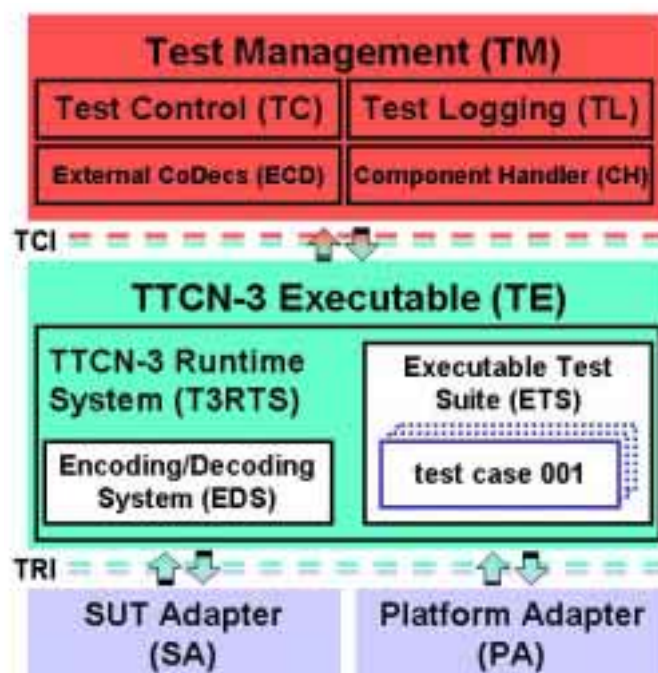 Test Management (TM)
Test Control (TC)
Test Logging (TL)
External CoDecs (ECD)
Component Handler (CH)
TCI
TTCN-3 Executable (TE)
TTCN-3 Runtime
System (T3RTS)
Encoding/Decoding
System (EDS)
Executable Test
Suite (ETS)
test case 001
TRI
SUT Adapter
(SA)
Platform Adapter
(PA)